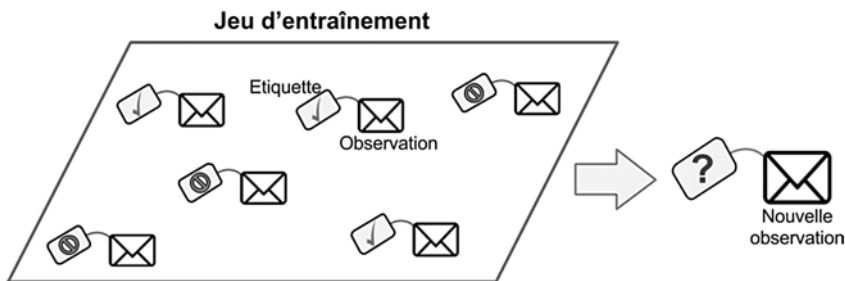 Jeu d'entraînement
Etiquette
Observation
?
Nouvelle
observation